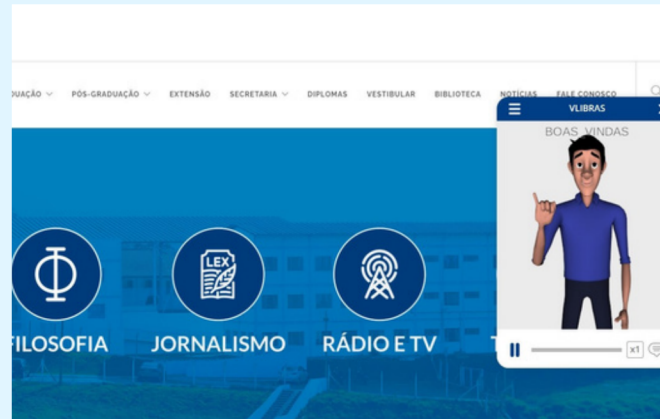 PÓS-GRADUAÇÃO EXTENSÃO SECRETARIA DIPLOMAS VESTIBULAR BIBLIOTECA NOTÍCIAS FALE CONOSCO
VLIBRAS
BOAS VINDAS
LEX
FILOSOFIA JORNALISMO RÁDIO E TV
x1